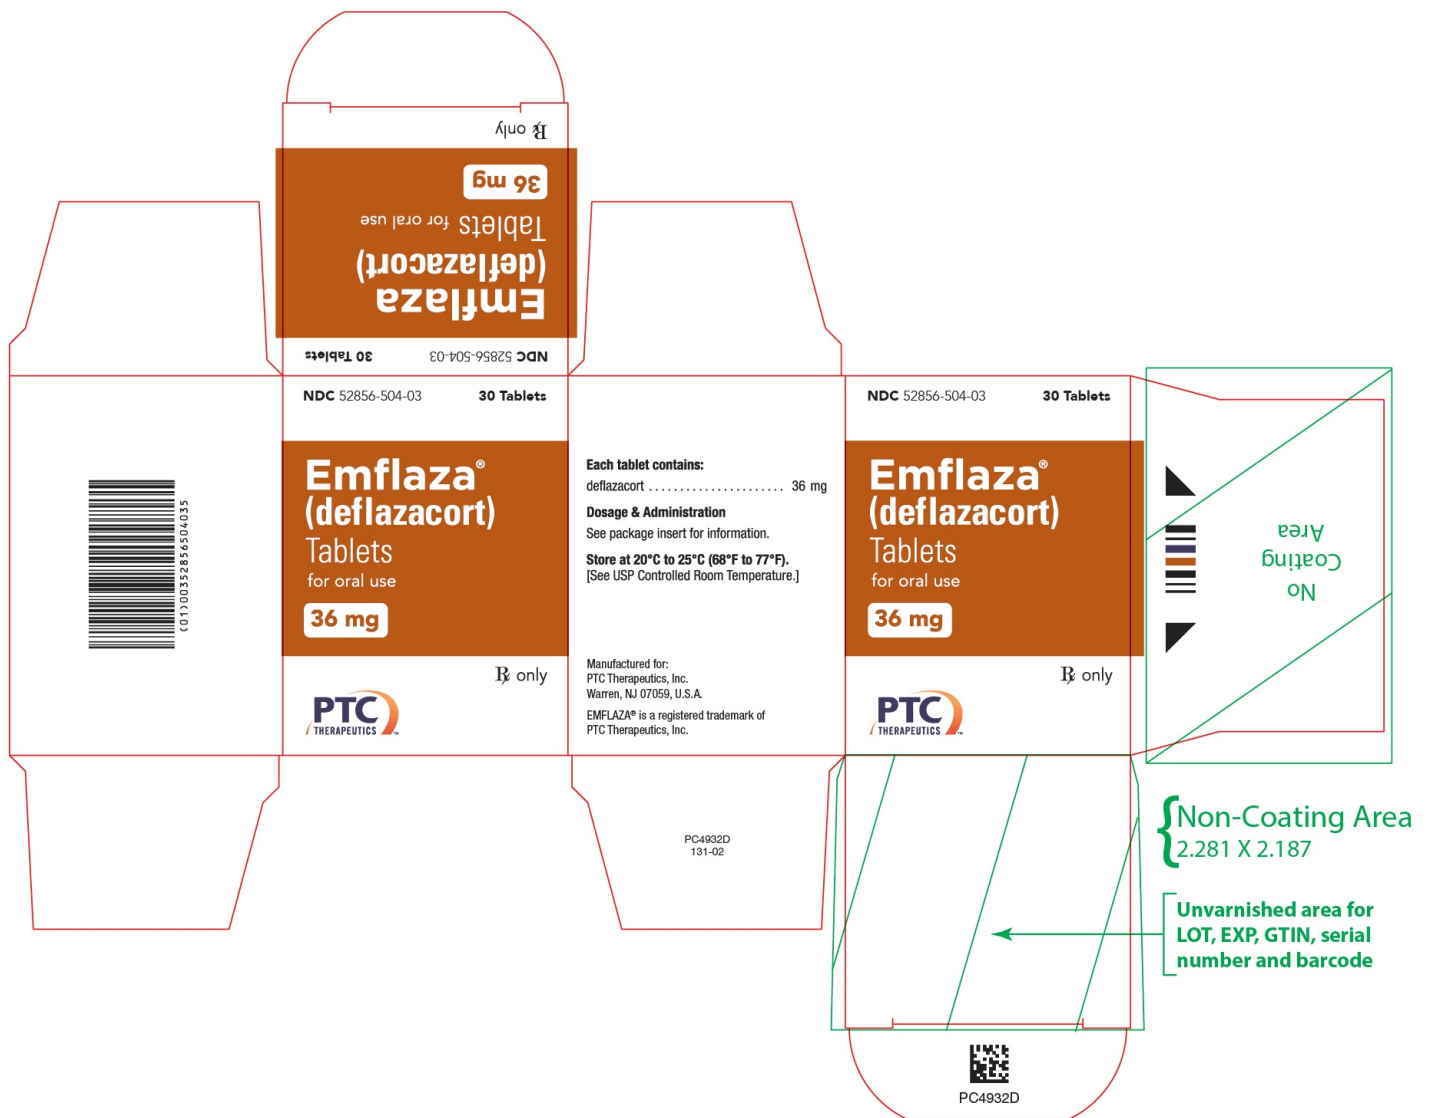 ℞ only
36 mg
Tablets for oral use
(deflazacort)
Emflaza
NDC 52856-504-03 30 Tablets
(01)00352856504035
NDC 52856-504-03 30 Tablets
Emflaza®
(deflazacort)
Tablets
for oral use
36 mg
℞ only
PTC
THERAPEUTICS ™
Each tablet contains:
deflazacort ...................... 36 mg
Dosage & Administration
See package insert for information.
Store at 20°C to 25°C (68°F to 77°F).
[See USP Controlled Room Temperature.]
Manufactured for:
PTC Therapeutics, Inc.
Warren, NJ 07059, U.S.A.
EMFLAZA® is a registered trademark of
PTC Therapeutics, Inc.
PC4932D
131-02
NDC 52856-504-03 30 Tablets
Emflaza®
(deflazacort)
Tablets
for oral use
36 mg
℞ only
PTC
THERAPEUTICS ™
No
Coating
Area
Non-Coating Area
2.281 X 2.187
Unvarnished area for
LOT, EXP, GTIN, serial
number and barcode
PC4932D